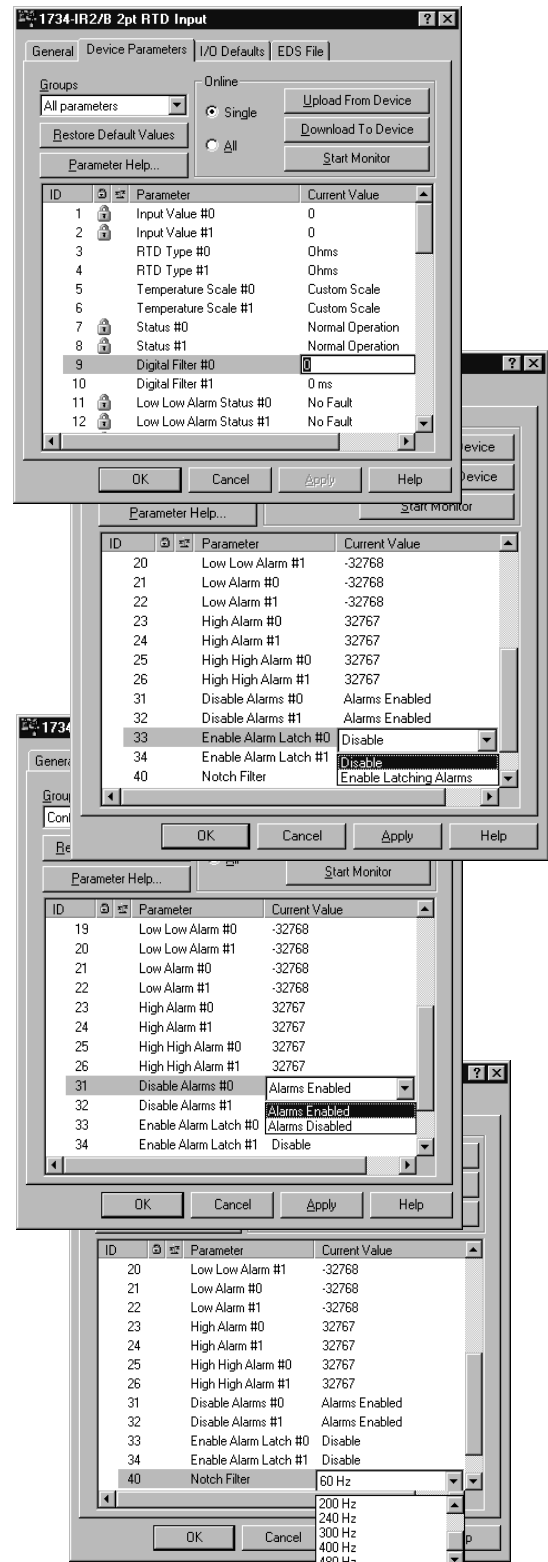 1734-IR2/B 2pt RTD Input
General Device Parameters I/O Defaults EDS File
Groups
All parameters
Restore Default Values
Parameter Help...
Online
Single
All
Upload From Device
Download To Device
Start Monitor
ID Parameter Current Value
1 Input Value #0 0
2 Input Value #1 0
3 RTD Type #0 Ohms
4 RTD Type #1 Ohms
5 Temperature Scale #0 Custom Scale
6 Temperature Scale #1 Custom Scale
7 Status #0 Normal Operation
8 Status #1 Normal Operation
9 Digital Filter #0 0
10 Digital Filter #1 0 ms
11 Low Low Alarm Status #0 No Fault
12 Low Low Alarm Status #1 No Fault
OK Cancel Apply Help
evice
Device
Parameter Help... Start Monitor
ID Parameter Current Value
20 Low Low Alarm #1 -32768
21 Low Alarm #0 -32768
22 Low Alarm #1 -32768
23 High Alarm #0 32767
24 High Alarm #1 32767
25 High High Alarm #0 32767
26 High High Alarm #1 32767
31 Disable Alarms #0 Alarms Enabled
32 Disable Alarms #1 Alarms Enabled
33 Enable Alarm Latch #0 Disable
34 Enable Alarm Latch #1 Disable
40 Notch Filter Enable Latching Alarms
OK Cancel Apply Help
1734
Genera
Group
Conf
Re
All
Parameter Help... Start Monitor
ID Parameter Current Value
19 Low Low Alarm #0 -32768
20 Low Low Alarm #1 -32768
21 Low Alarm #0 -32768
22 Low Alarm #1 -32768
23 High Alarm #0 32767
24 High Alarm #1 32767
25 High High Alarm #0 32767
26 High High Alarm #1 32767
31 Disable Alarms #0 Alarms Enabled
32 Disable Alarms #1 Alarms Enabled
33 Enable Alarm Latch #0 Alarms Disabled
34 Enable Alarm Latch #1 Disable
OK Cancel Apply Help
ID Parameter Current Value
20 Low Low Alarm #1 -32768
21 Low Alarm #0 -32768
22 Low Alarm #1 -32768
23 High Alarm #0 32767
24 High Alarm #1 32767
25 High High Alarm #0 32767
26 High High Alarm #1 32767
31 Disable Alarms #0 Alarms Enabled
32 Disable Alarms #1 Alarms Enabled
33 Enable Alarm Latch #0 Disable
34 Enable Alarm Latch #1 Disable
40 Notch Filter 60 Hz
200 Hz
240 Hz
300 Hz
400 Hz
480 Hz
OK Cancel p